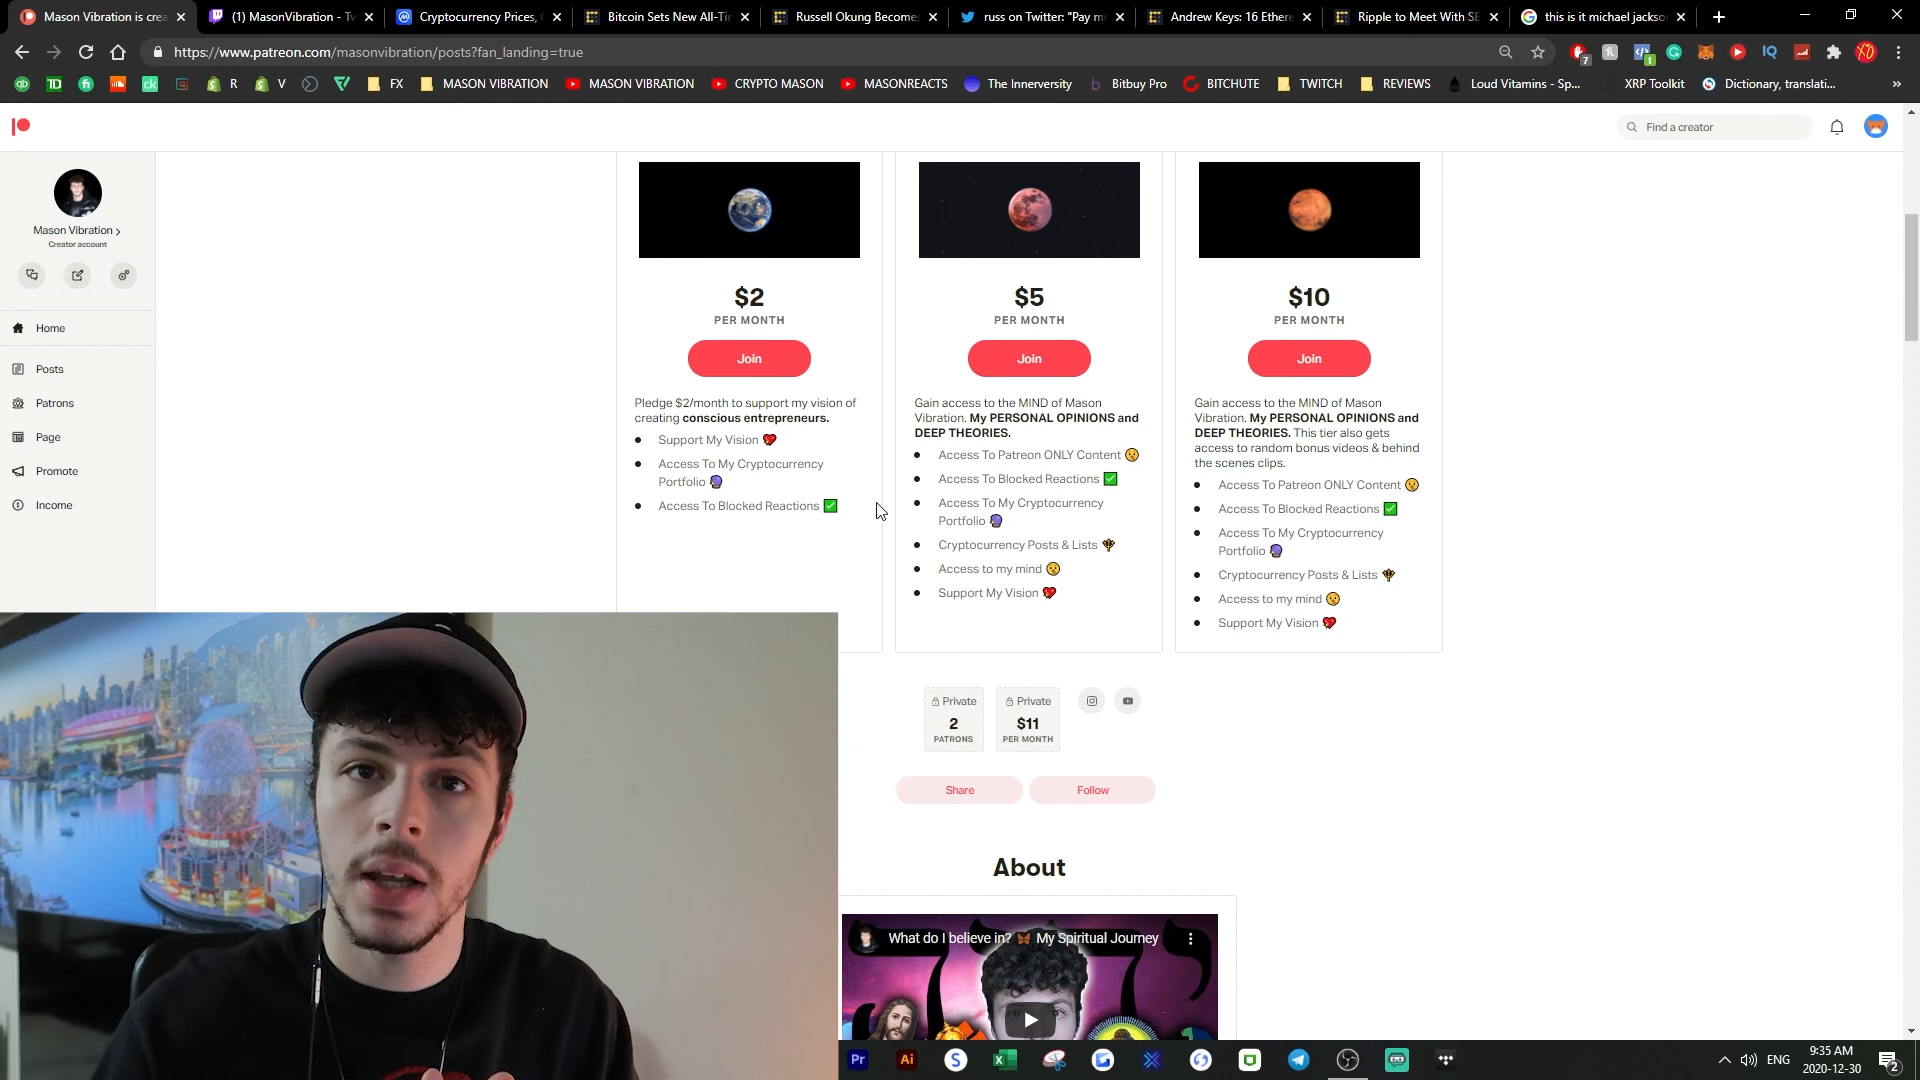 Mason Vibration is crea
(1) MasonVibration - Tw
Cryptocurrency Prices, C
Bitcoin Sets New All-Tir
Russell Okung Become
russ on Twitter: "Pay m
Andrew Keys: 16 Ethere
Ripple to Meet With SE
this is it michael jackso
https://www.patreon.com/masonvibration/posts?fan_landing=true
7
1
IQ
qb
TD
fi
ck
R
V
FX
MASON VIBRATION
MASON VIBRATION
CRYPTO MASON
MASONREACTS
The Innerversity
Bitbuy Pro
BITCHUTE
TWITCH
REVIEWS
Loud Vitamins - Sp...
XRP Toolkit
Dictionary, translati...
»
Find a creator
Mason Vibration
Creator account
Home
Posts
Patrons
Page
Promote
Income
$2
PER MONTH
Join
Pledge $2/month to support my vision of
creating conscious entrepreneurs.
Support My Vision 💖
Access To My Cryptocurrency
Portfolio 🔮
Access To Blocked Reactions ✅
$5
PER MONTH
Join
Gain access to the MIND of Mason
Vibration. My PERSONAL OPINIONS and
DEEP THEORIES.
Access To Patreon ONLY Content 🤫
Access To Blocked Reactions ✅
Access To My Cryptocurrency
Portfolio 🔮
Cryptocurrency Posts & Lists 🔱
Access to my mind 🤫
Support My Vision 💖
$10
PER MONTH
Join
Gain access to the MIND of Mason
Vibration. My PERSONAL OPINIONS and
DEEP THEORIES. This tier also gets
access to random bonus videos & behind
the scenes clips.
Access To Patreon ONLY Content 🤫
Access To Blocked Reactions ✅
Access To My Cryptocurrency
Portfolio 🔮
Cryptocurrency Posts & Lists 🔱
Access to my mind 🤫
Support My Vision 💖
Private
2
PATRONS
Private
$11
PER MONTH
Share
Follow
About
What do I believe in? 🦋 My Spiritual Journey
Pr
Ai
S
ENG
9:35 AM
2020-12-30
2